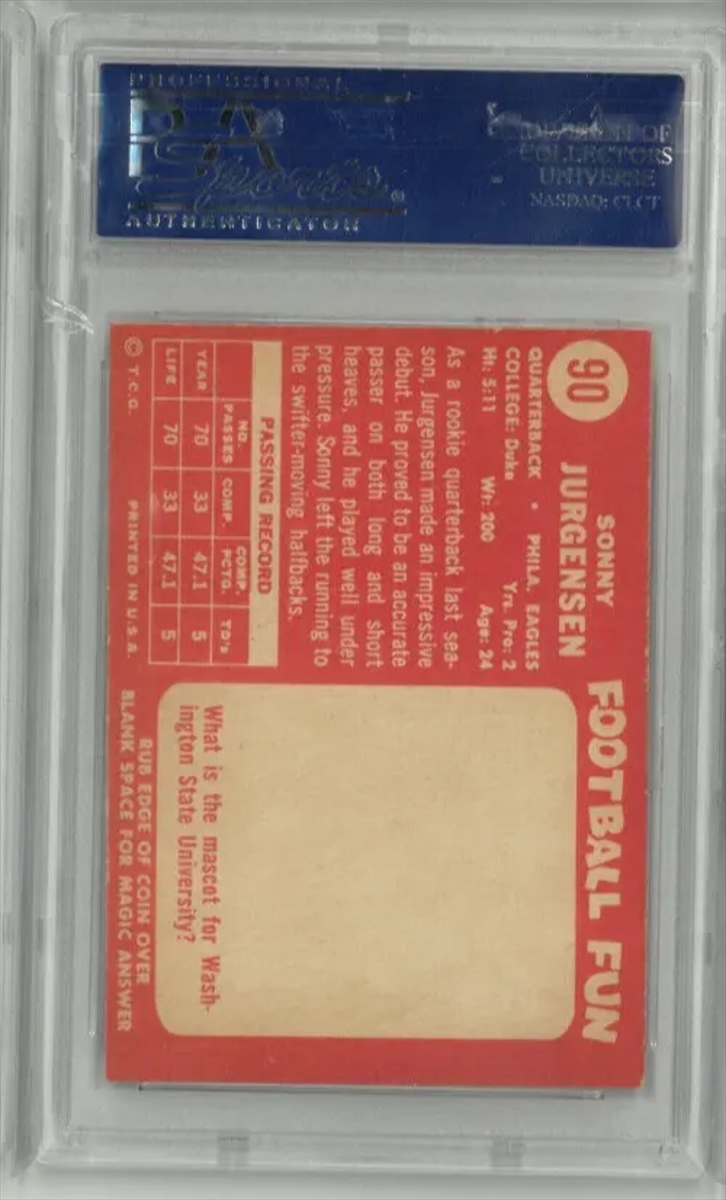 PROFESSIONAL
PSA
Sports®
AUTHENTICATOR
DIVISION OF
COLLECTORS
UNIVERSE
NASDAQ: CLCT
90
SONNY
JURGENSEN
QUARTERBACK • PHILA. EAGLES
COLLEGE: Duke Yrs. Pro: 2
Ht: 5:11 Wt: 200 Age: 24
As a rookie quarterback last sea-
son, Jurgensen made an impressive
debut. He proved to be an accurate
passer on both long and short
heaves, and he played well under
pressure. Sonny left the running to
the swifter-moving halfbacks.
PASSING RECORD
NO. PASSES COMP. COMP. PCTG. TD's
YEAR 70 33 47.1 5
LIFE 70 33 47.1 5
© T.C.G. PRINTED IN U.S.A.
FOOTBALL FUN
What is the mascot for Wash-
ington State University?
RUB EDGE OF COIN OVER
BLANK SPACE FOR MAGIC ANSWER